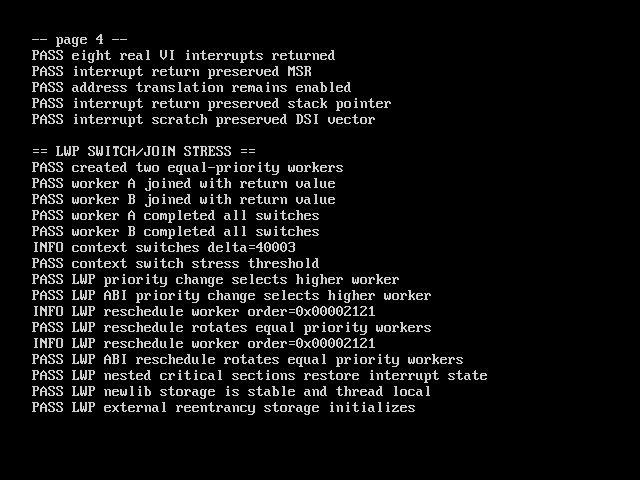 -- page 4 --
PASS eight real VI interrupts returned
PASS interrupt return preserved MSR
PASS address translation remains enabled
PASS interrupt return preserved stack pointer
PASS interrupt scratch preserved DSI vector
== LWP SWITCH/JOIN STRESS ==
PASS created two equal-priority workers
PASS worker A joined with return value
PASS worker B joined with return value
PASS worker A completed all switches
PASS worker B completed all switches
INFO context switches delta=40003
PASS context switch stress threshold
PASS LWP priority change selects higher worker
PASS LWP ABI priority change selects higher worker
INFO LWP reschedule worker order=0x00002121
PASS LWP reschedule rotates equal priority workers
INFO LWP reschedule worker order=0x00002121
PASS LWP ABI reschedule rotates equal priority workers
PASS LWP nested critical sections restore interrupt state
PASS LWP newlib storage is stable and thread local
PASS LWP external reentrancy storage initializes